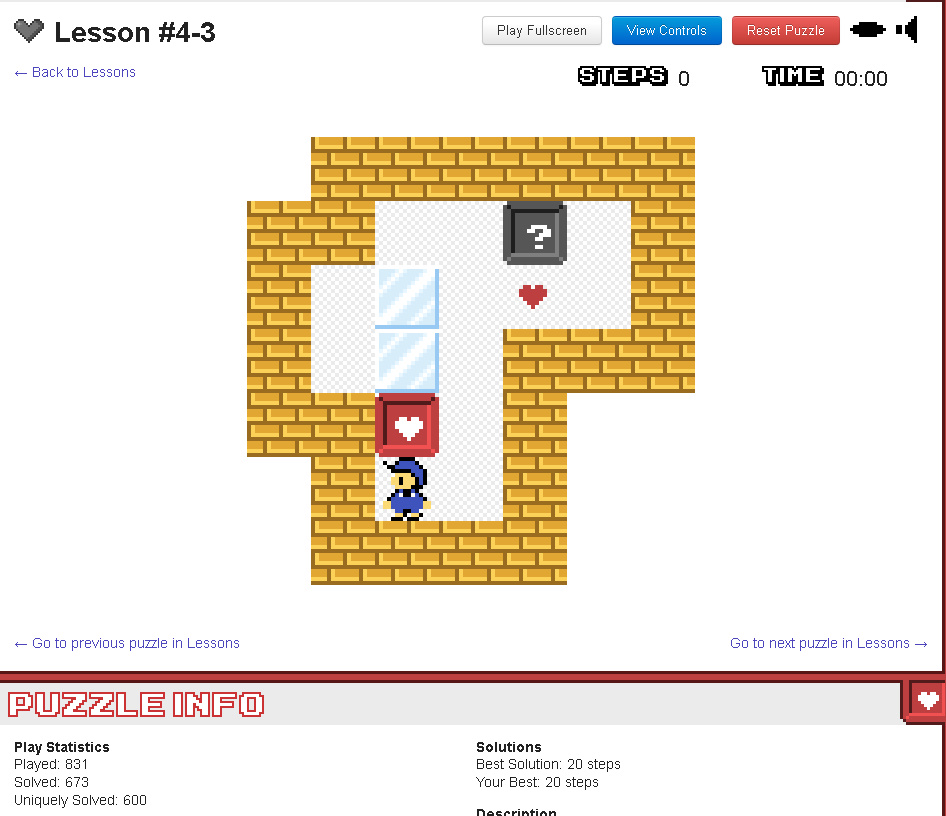 Lesson #4-3
Play Fullscreen
View Controls
Reset Puzzle
← Back to Lessons
STEPS 0
TIME 00:00
?
← Go to previous puzzle in Lessons
Go to next puzzle in Lessons →
PUZZLE INFO
Play Statistics
Played: 831
Solved: 673
Uniquely Solved: 600
Solutions
Best Solution: 20 steps
Your Best: 20 steps
Description